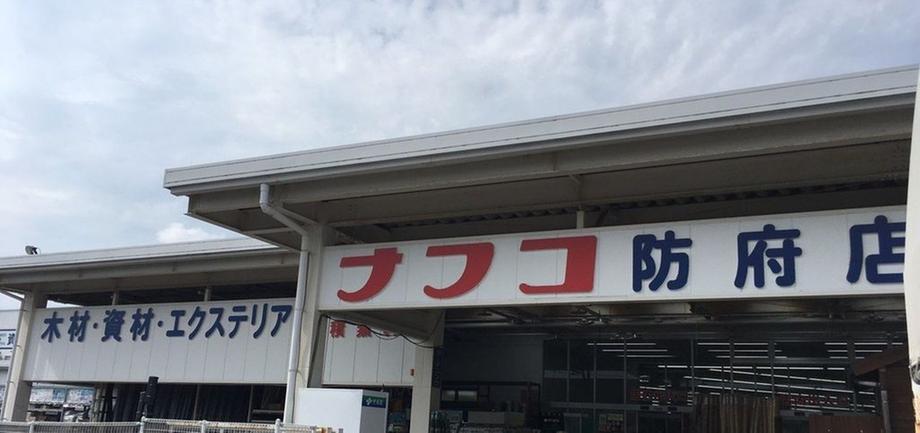 ナフコ 防府店
木材・資材・エクステリア